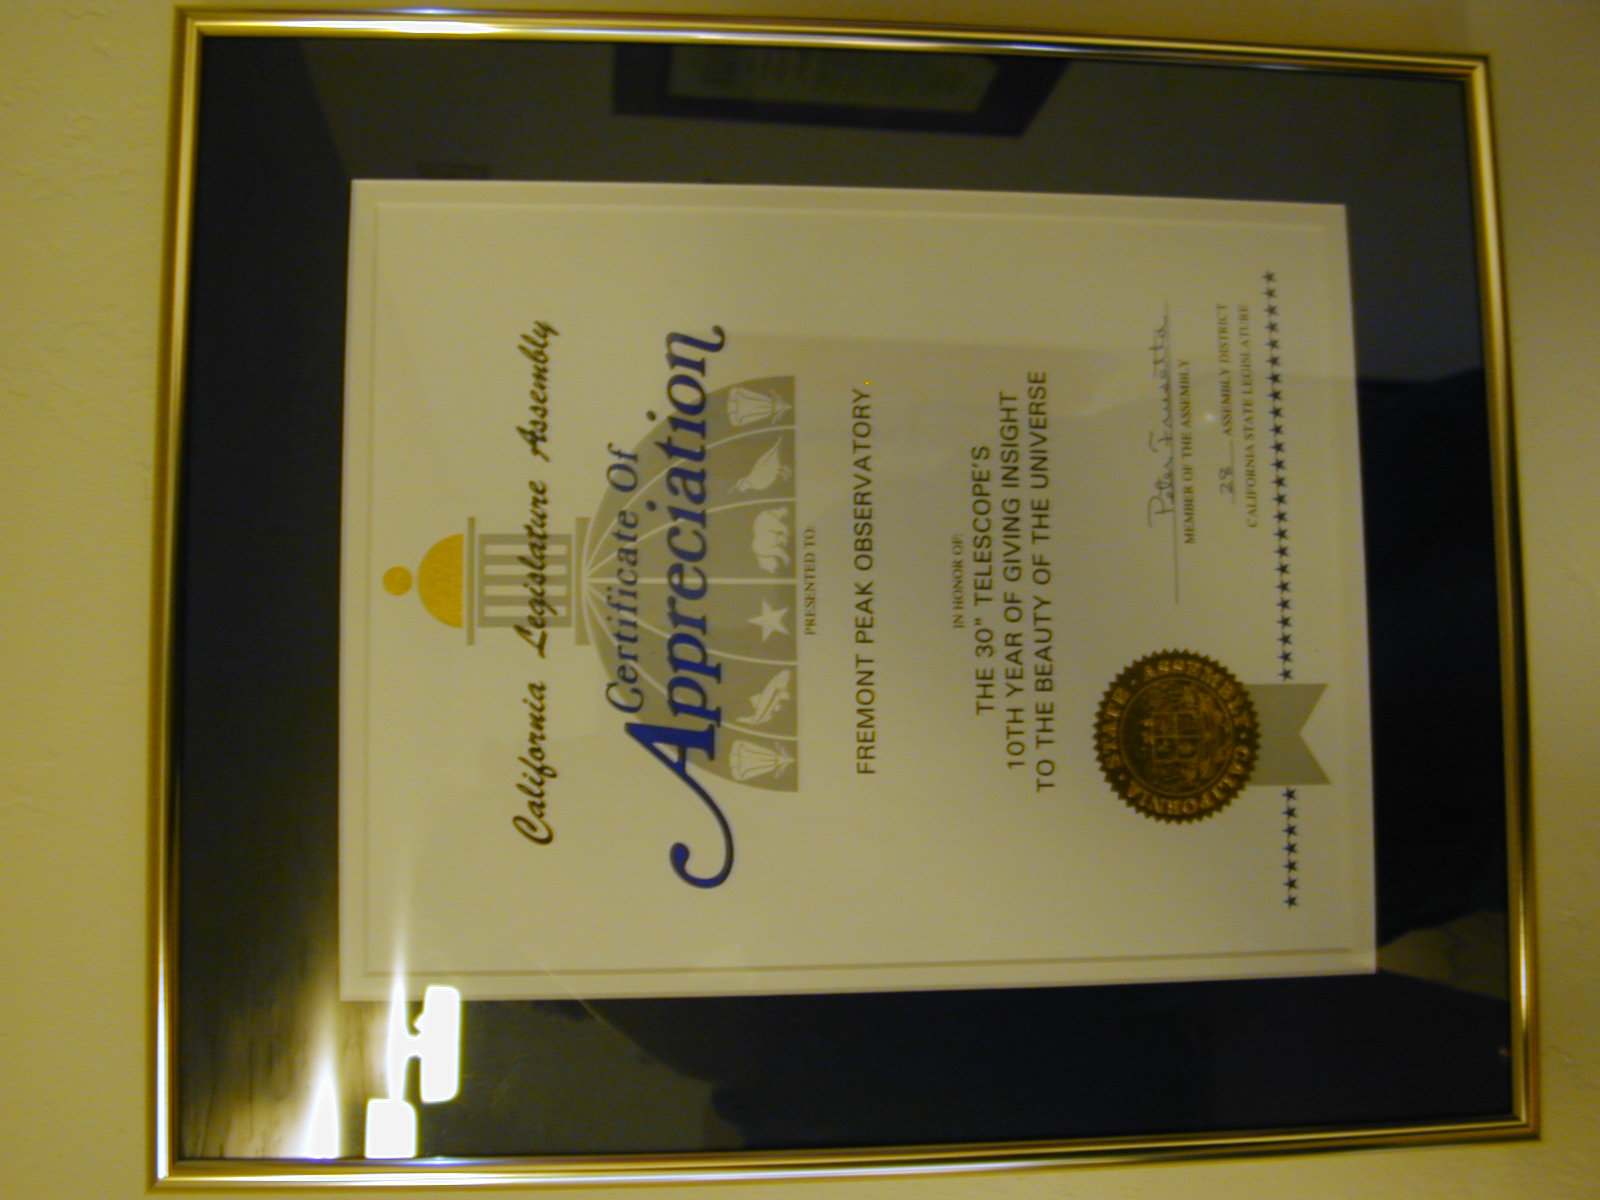 California Legislature Assembly
Certificate Of
Appreciation
PRESENTED TO:
FREMONT PEAK OBSERVATORY
IN HONOR OF:
THE 30" TELESCOPE'S
10TH YEAR OF GIVING INSIGHT
TO THE BEAUTY OF THE UNIVERSE
Peter Frusetta
MEMBER OF THE ASSEMBLY
28 ASSEMBLY DISTRICT
CALIFORNIA STATE LEGISLATURE
STATE ASSEMBLY • CALIFORNIA •